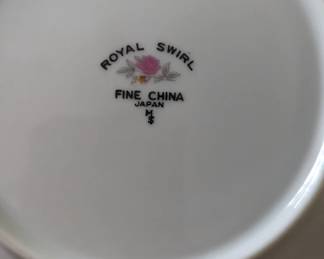 ROYAL SWIRL
FINE CHINA
JAPAN
M
S